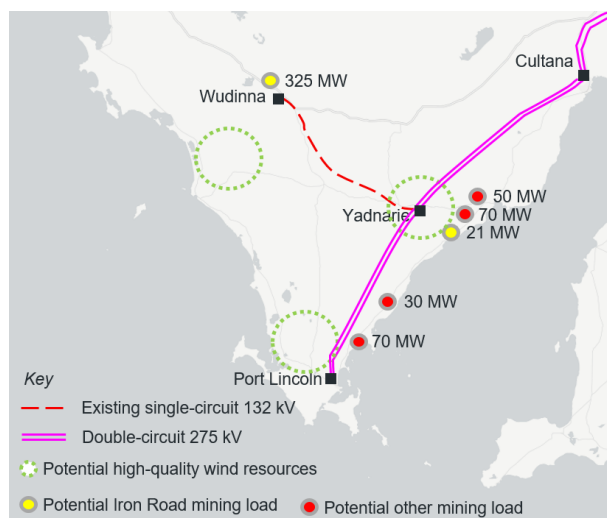 Cultana
325 MW
Wudinna
50 MW
Yadnarie
70 MW
21 MW
30 MW
70 MW
Key
Port Lincoln
Existing single-circuit 132 kV
Double-circuit 275 kV
Potential high-quality wind resources
Potential Iron Road mining load
Potential other mining load